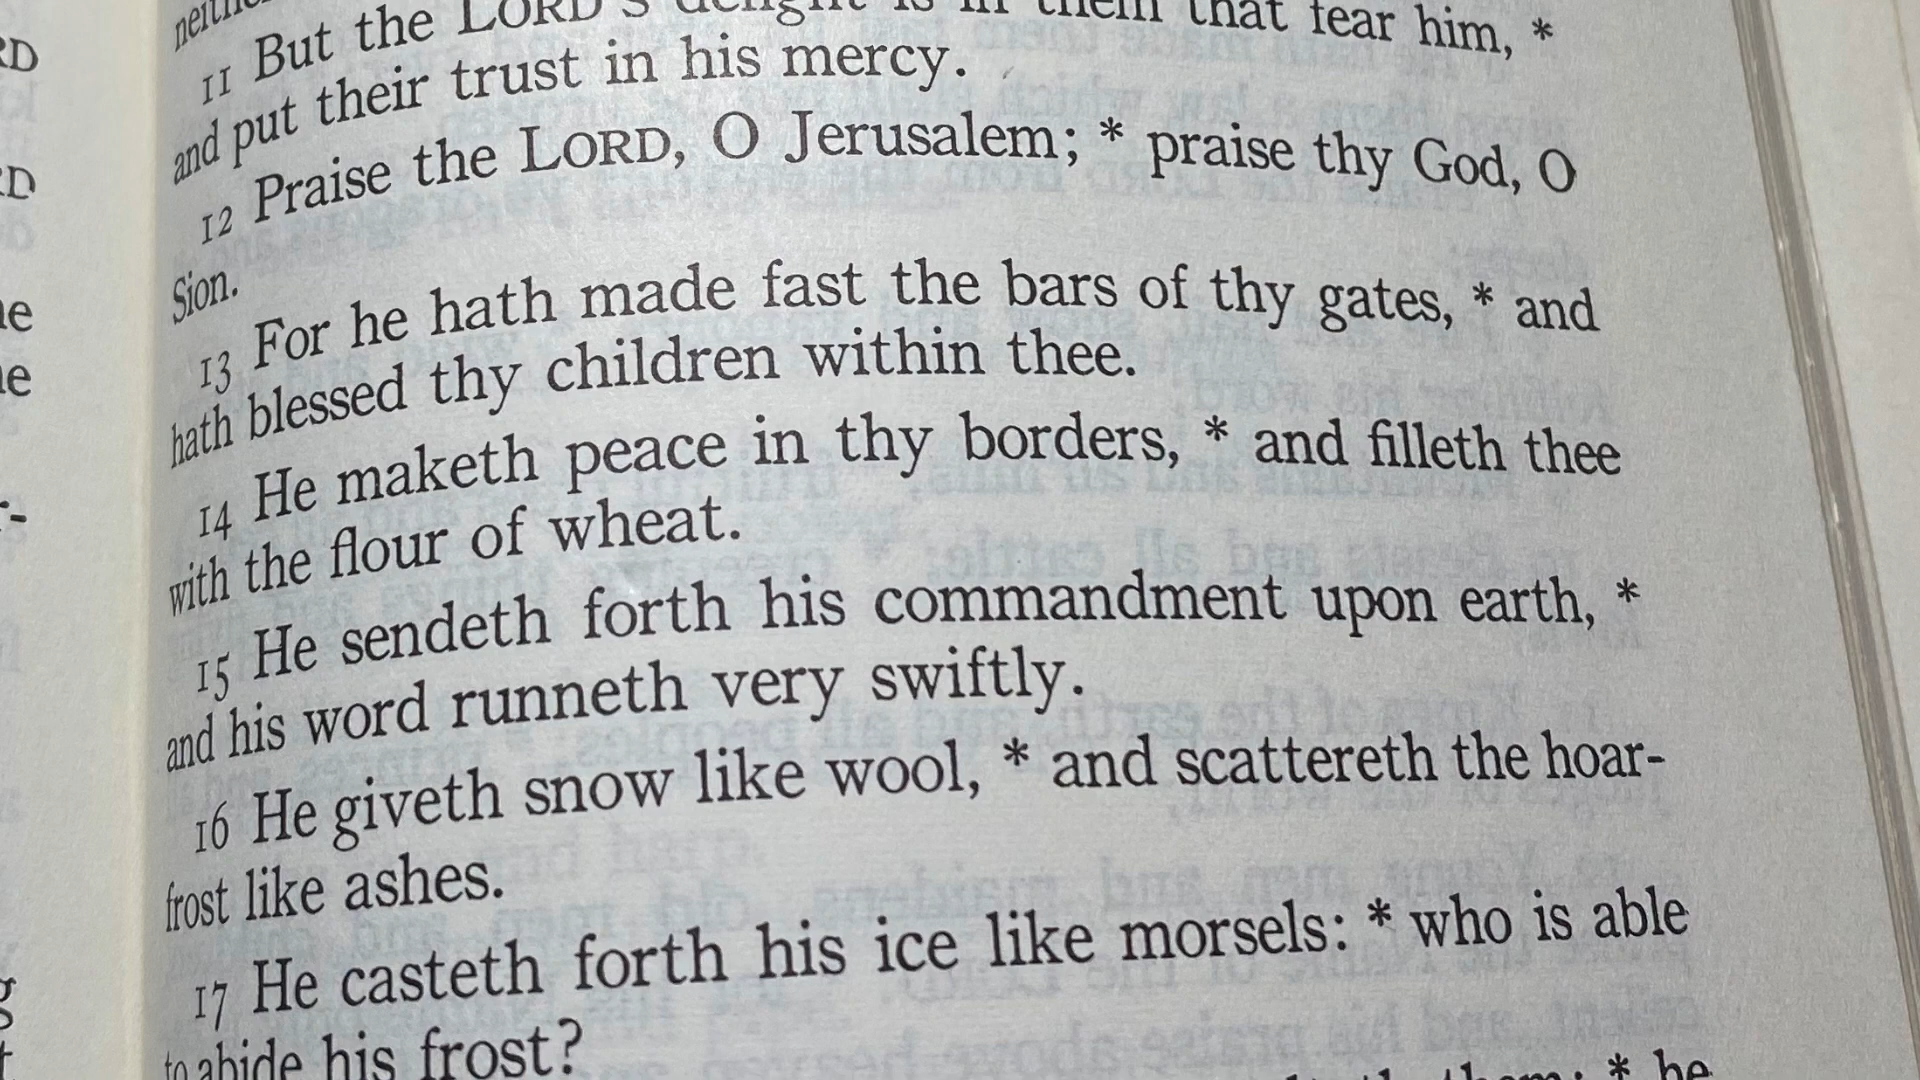 neither
11 But the LORD'S delight is in them that fear him, *
and put their trust in his mercy.
12 Praise the LORD, O Jerusalem; * praise thy God, O
Sion.
13 For he hath made fast the bars of thy gates, * and
hath blessed thy children within thee.
14 He maketh peace in thy borders, * and filleth thee
with the flour of wheat.
15 He sendeth forth his commandment upon earth, *
and his word runneth very swiftly.
16 He giveth snow like wool, * and scattereth the hoar-
frost like ashes.
17 He casteth forth his ice like morsels: * who is able
to abide his frost?
them: * he